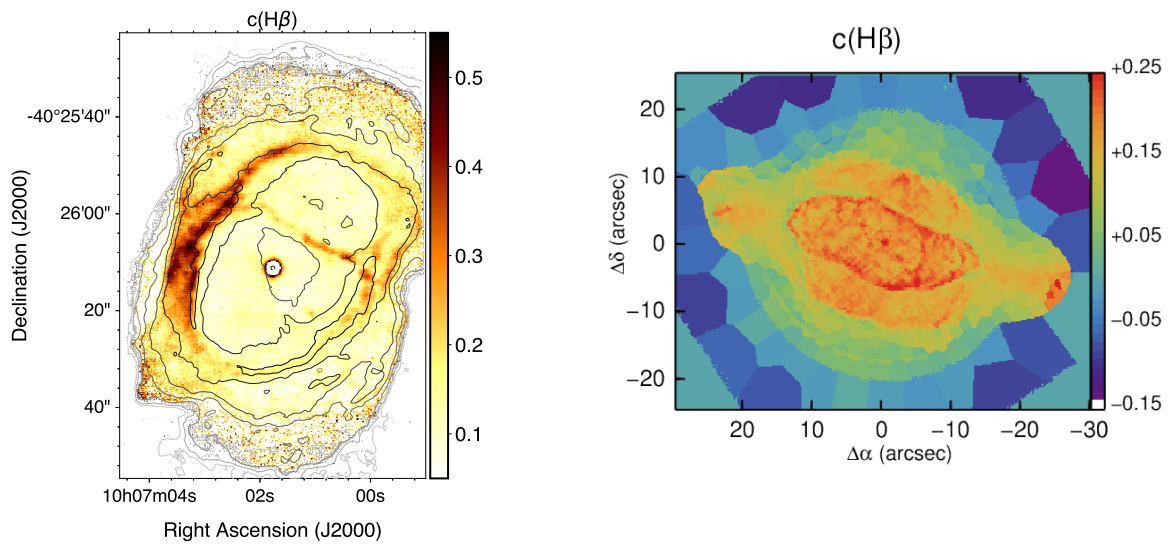 c(Hβ)
-40°25'40"
26'00"
20"
40"
10h07m04s 02s 00s
Right Ascension (J2000)
Declination (J2000)
0.5
0.4
0.3
0.2
0.1
c(Hβ)
20
10
0
−10
−20
20 10 0 −10 −20 −30
Δα (arcsec)
Δδ (arcsec)
+0.25
+0.15
+0.05
−0.05
−0.15